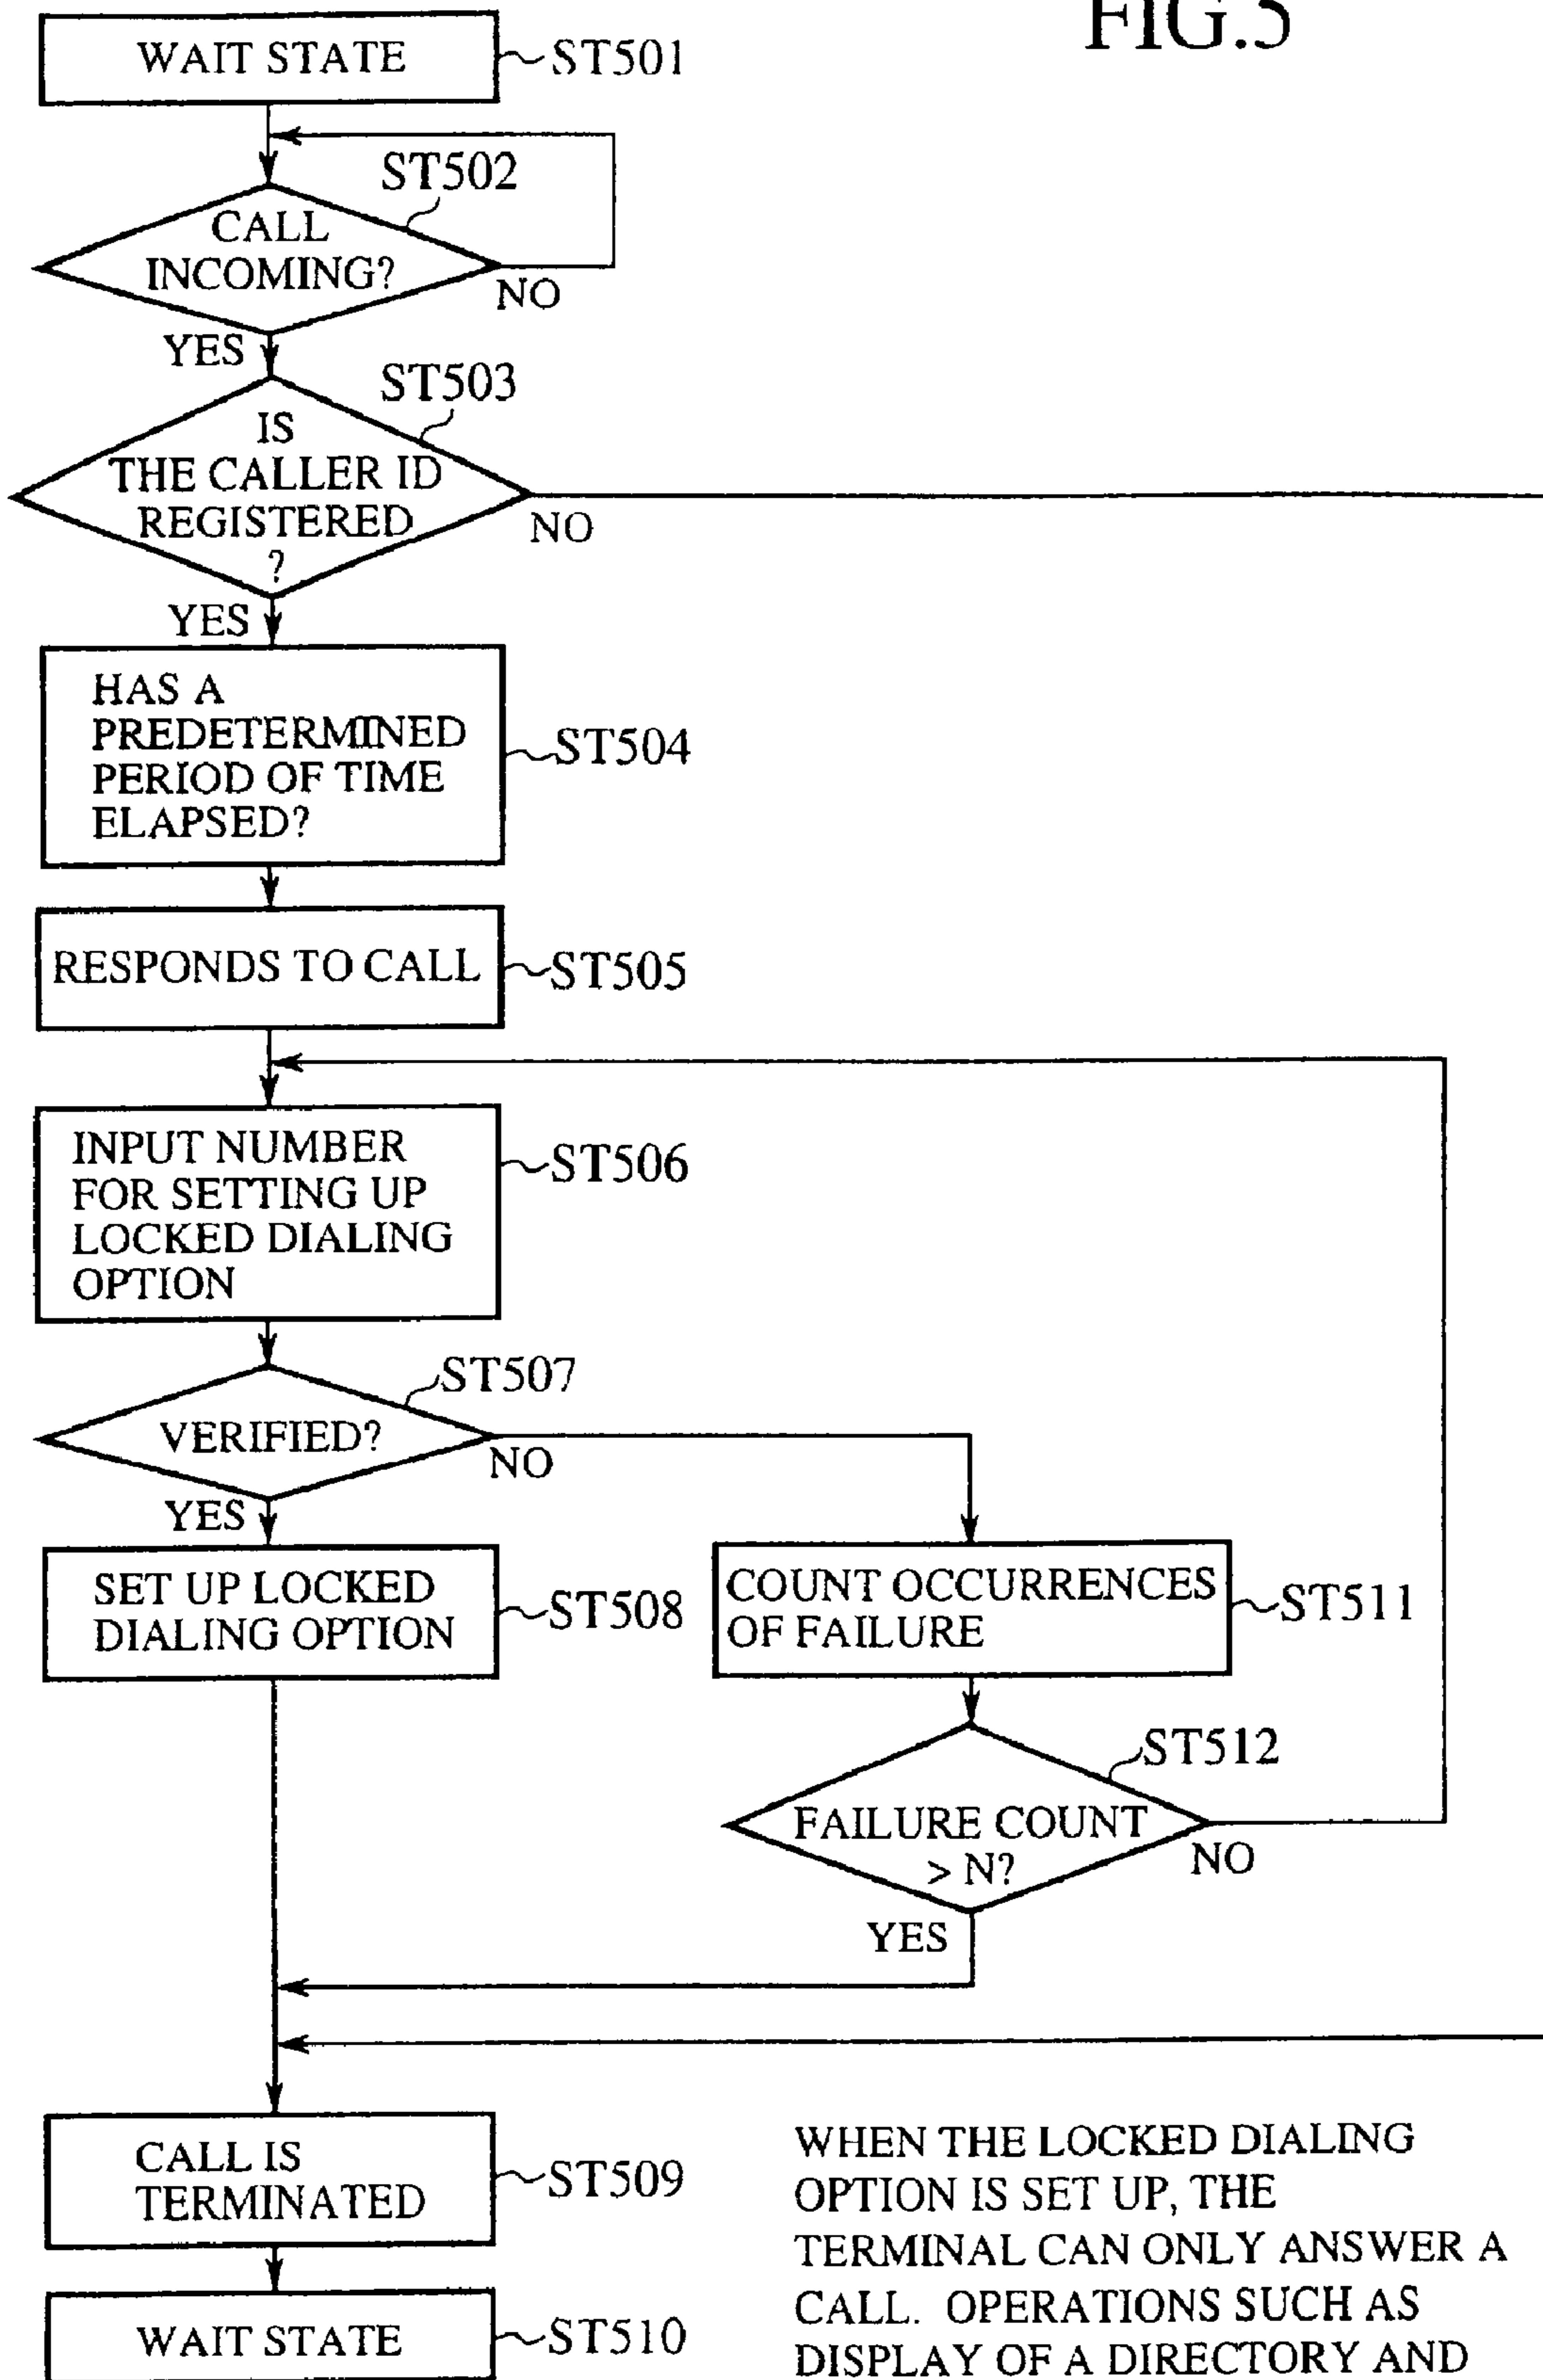 FIG.5
WAIT STATE
ST501
ST502
CALL
INCOMING?
NO
YES
ST503
IS
THE CALLER ID
REGISTERED
?
NO
YES
HAS A
PREDETERMINED
PERIOD OF TIME
ELAPSED?
ST504
RESPONDS TO CALL
ST505
INPUT NUMBER
FOR SETTING UP
LOCKED DIALING
OPTION
ST506
ST507
VERIFIED?
NO
YES
SET UP LOCKED
DIALING OPTION
ST508
COUNT OCCURRENCES
OF FAILURE
ST511
ST512
FAILURE COUNT
> N?
NO
YES
CALL IS
TERMINATED
ST509
WAIT STATE
ST510
WHEN THE LOCKED DIALING
OPTION IS SET UP, THE
TERMINAL CAN ONLY ANSWER A
CALL. OPERATIONS SUCH AS
DISPLAY OF A DIRECTORY AND